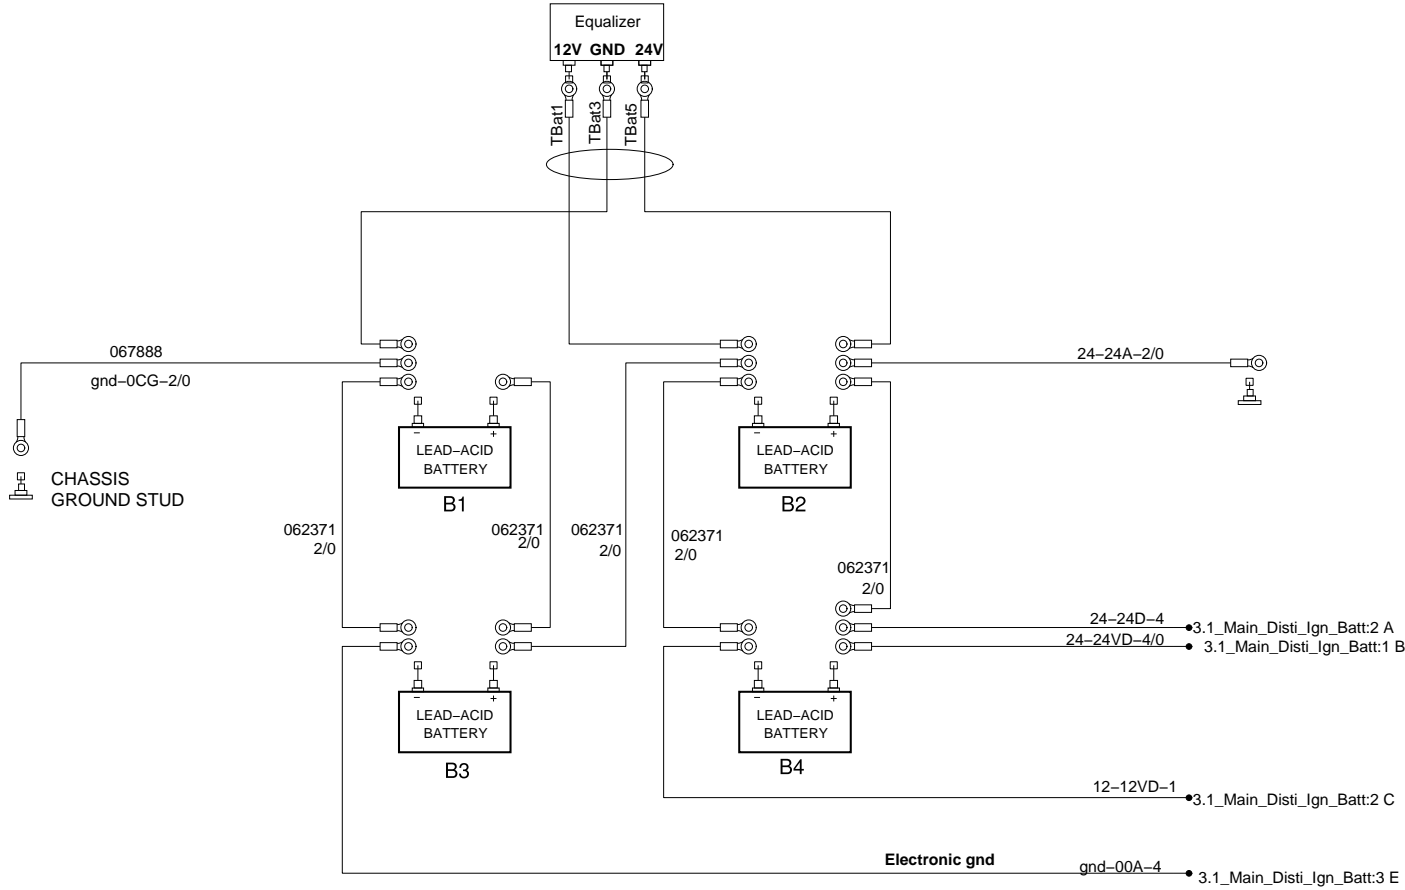 Equalizer
12V GND 24V
TBat1
TBat3
TBat5
067888
gnd−0CG−2/0
24−24A−2/0
− +
LEAD−ACID
BATTERY
B1
− +
LEAD−ACID
BATTERY
B2
CHASSIS
GROUND STUD
062371
2/0
062371
2/0
062371
2/0
062371
2/0
062371
2/0
24−24D−4
3.1_Main_Disti_Ign_Batt:2 A
24−24VD−4/0
3.1_Main_Disti_Ign_Batt:1 B
− +
LEAD−ACID
BATTERY
B3
− +
LEAD−ACID
BATTERY
B4
12−12VD−1
3.1_Main_Disti_Ign_Batt:2 C
Electronic gnd
gnd−00A−4
3.1_Main_Disti_Ign_Batt:3 E